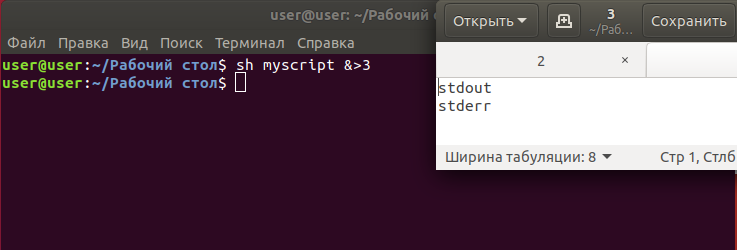 user@user: ~/Рабочий
Файл Правка Вид Поиск Терминал Справка
user@user:~/Рабочий стол$ sh myscript &>3
user@user:~/Рабочий стол$
Открыть
3
~/Раб...
Сохранить
2 ×
stdout
stderr
Ширина табуляции: 8
Стр 1, Стлб